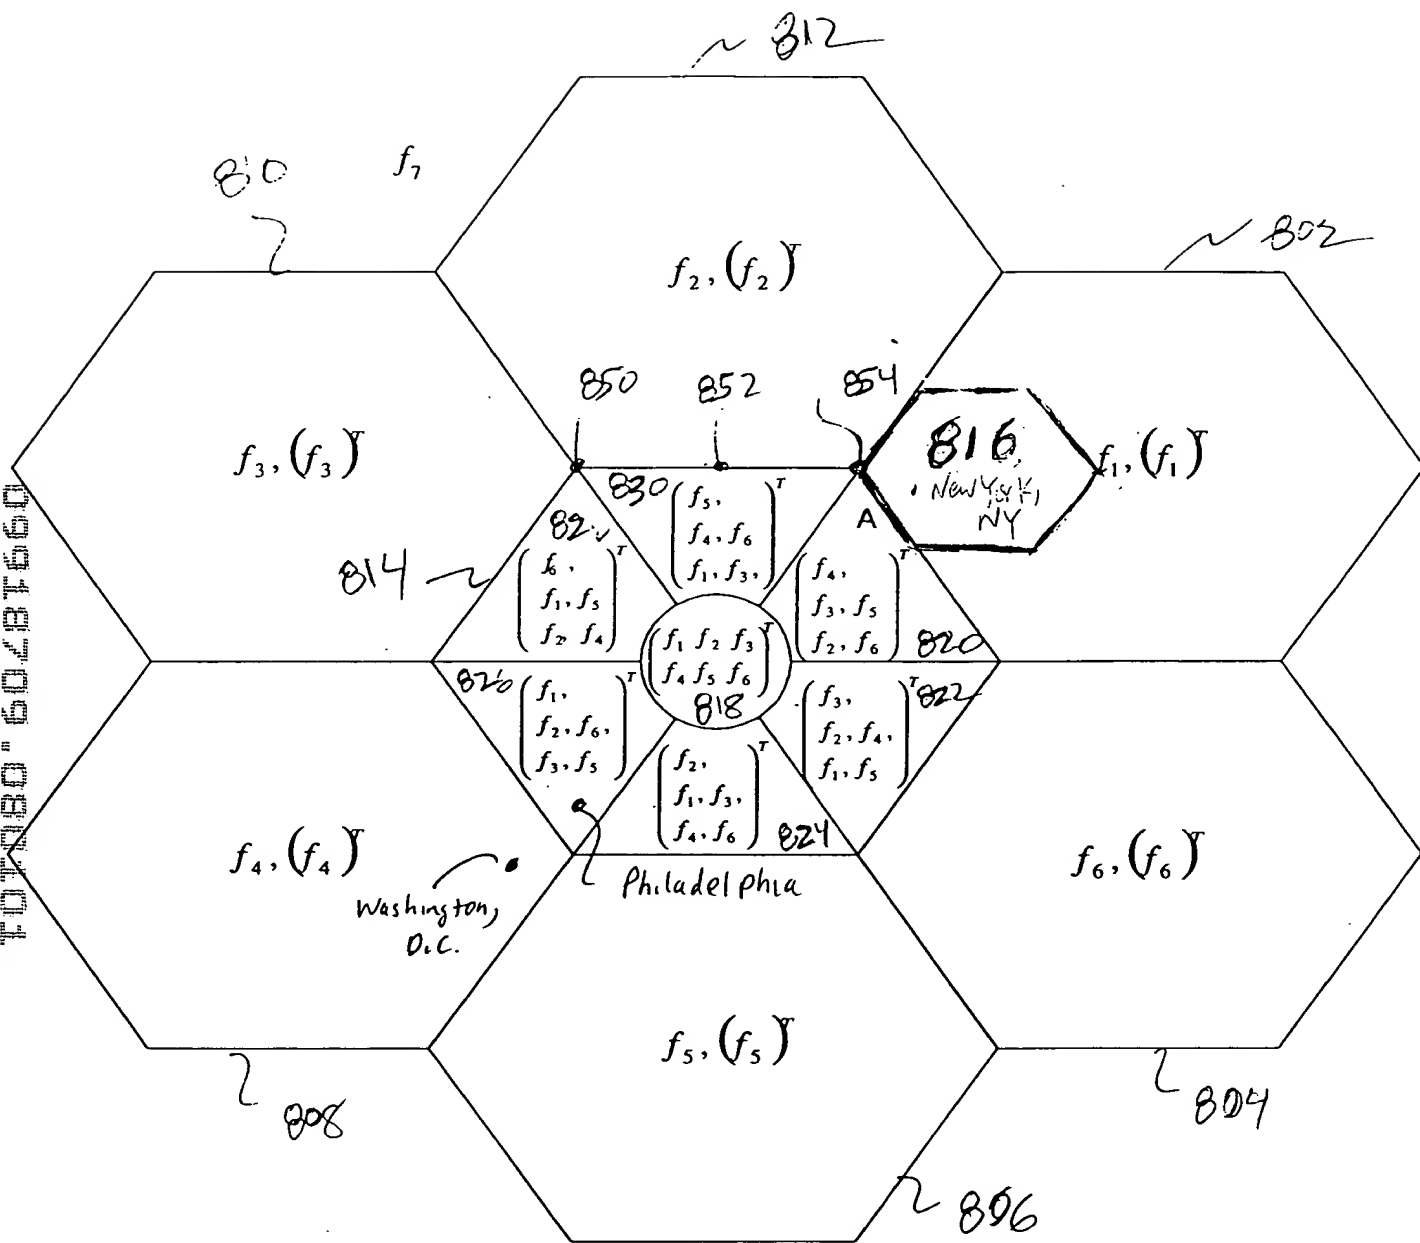 812
810
f₇
802
f₂, (f₂)ᵀ
850
852
854
f₃, (f₃)ᵀ
816
f₁, (f₁)ᵀ
New York,
NY
A
830
(f₅,
f₄, f₆
f₁, f₃,)ᵀ
814
(f₆,
f₁, f₅
f₂, f₄)ᵀ
(f₄,
f₃, f₅
f₂, f₆)ᵀ
820
(f₁ f₂ f₃
f₄ f₅ f₆)ᵀ
818
826
(f₁,
f₂, f₆,
f₃, f₅)ᵀ
(f₃,
f₂, f₄,
f₁, f₅)ᵀ
822
(f₂,
f₁, f₃,
f₄, f₆)ᵀ
824
f₄, (f₄)ᵀ
f₆, (f₆)ᵀ
Philadelphia
Washington,
D.C.
f₅, (f₅)ᵀ
808
804
806